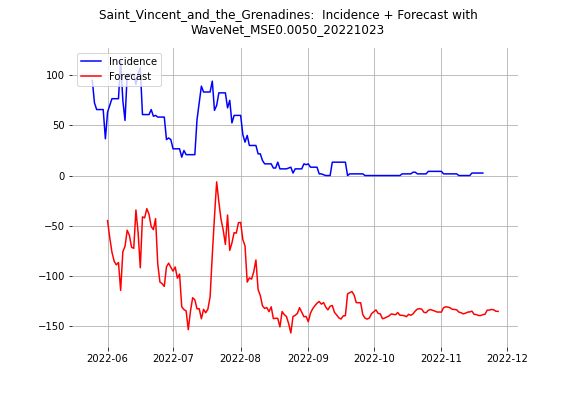 Saint_Vincent_and_the_Grenadines:  Incidence + Forecast with
WaveNet_MSE0.0050_20221023
Incidence
Forecast
100
50
0
−50
−100
−150
2022-06 2022-07 2022-08 2022-09 2022-10 2022-11 2022-12